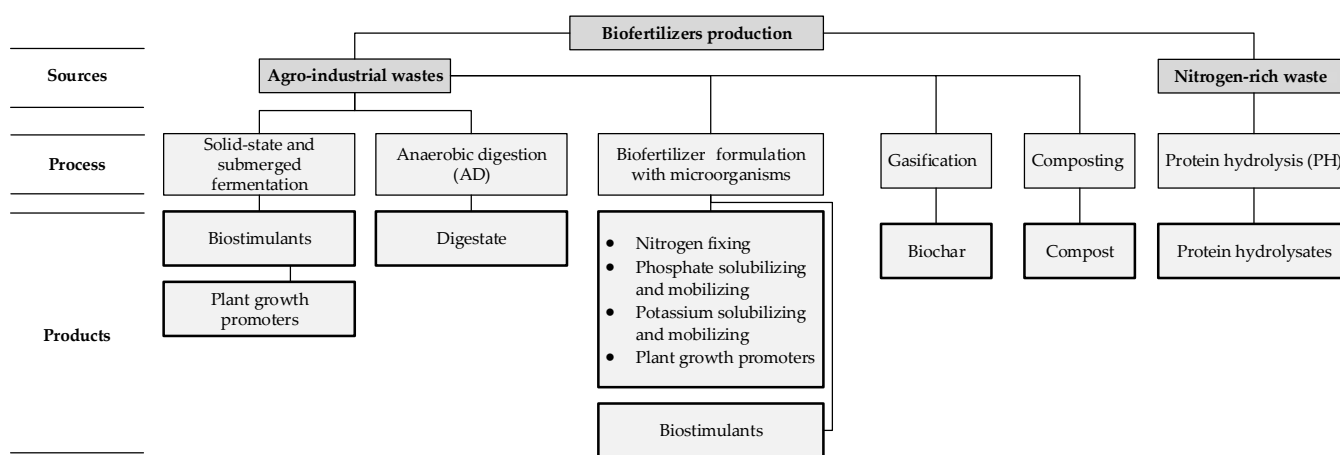 Biofertilizers production
Sources
Agro-industrial wastes
Nitrogen-rich waste
Process
Solid-state and
submerged
fermentation
Anaerobic digestion
(AD)
Biofertilizer formulation
with microorganisms
Gasification
Composting
Protein hydrolysis (PH)
Products
Biostimulants
Plant growth
promoters
Digestate
• Nitrogen fixing
• Phosphate solubilizing
and mobilizing
• Potassium solubilizing
and mobilizing
• Plant growth promoters
Biostimulants
Biochar
Compost
Protein hydrolysates